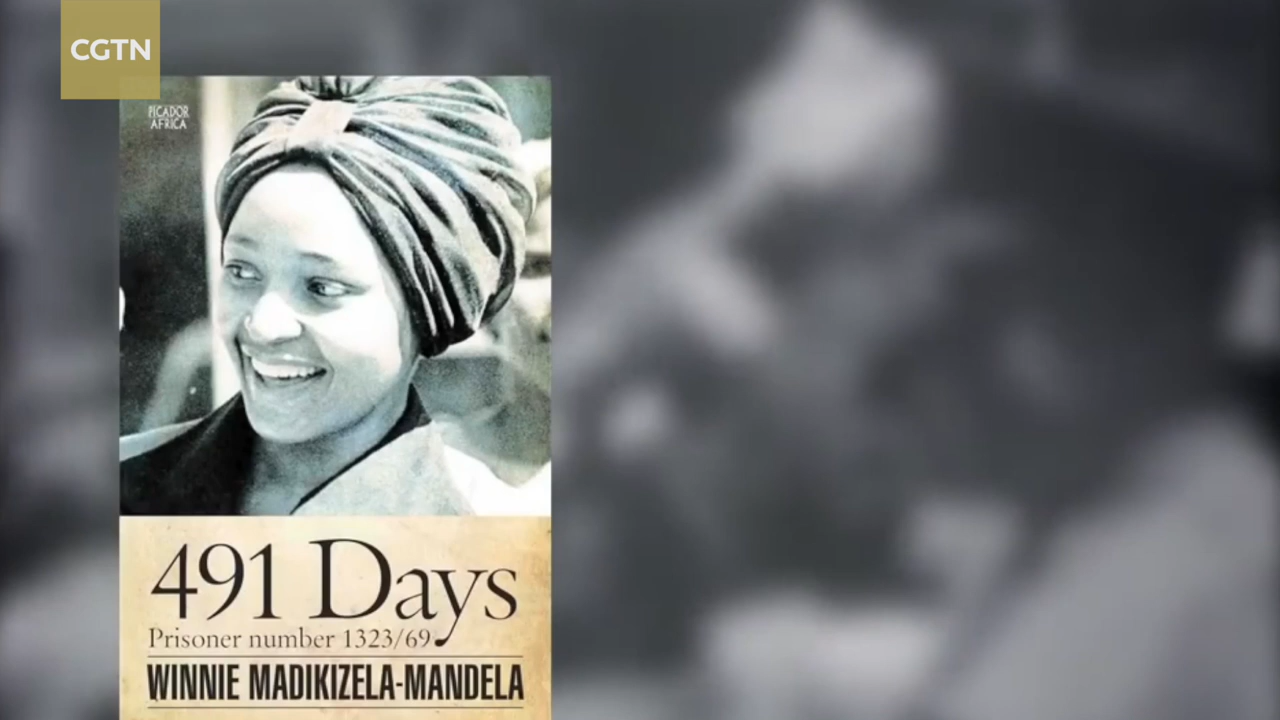 CGTN
PICADOR
AFRICA
491 Days
Prisoner number 1323/69
WINNIE MADIKIZELA-MANDELA